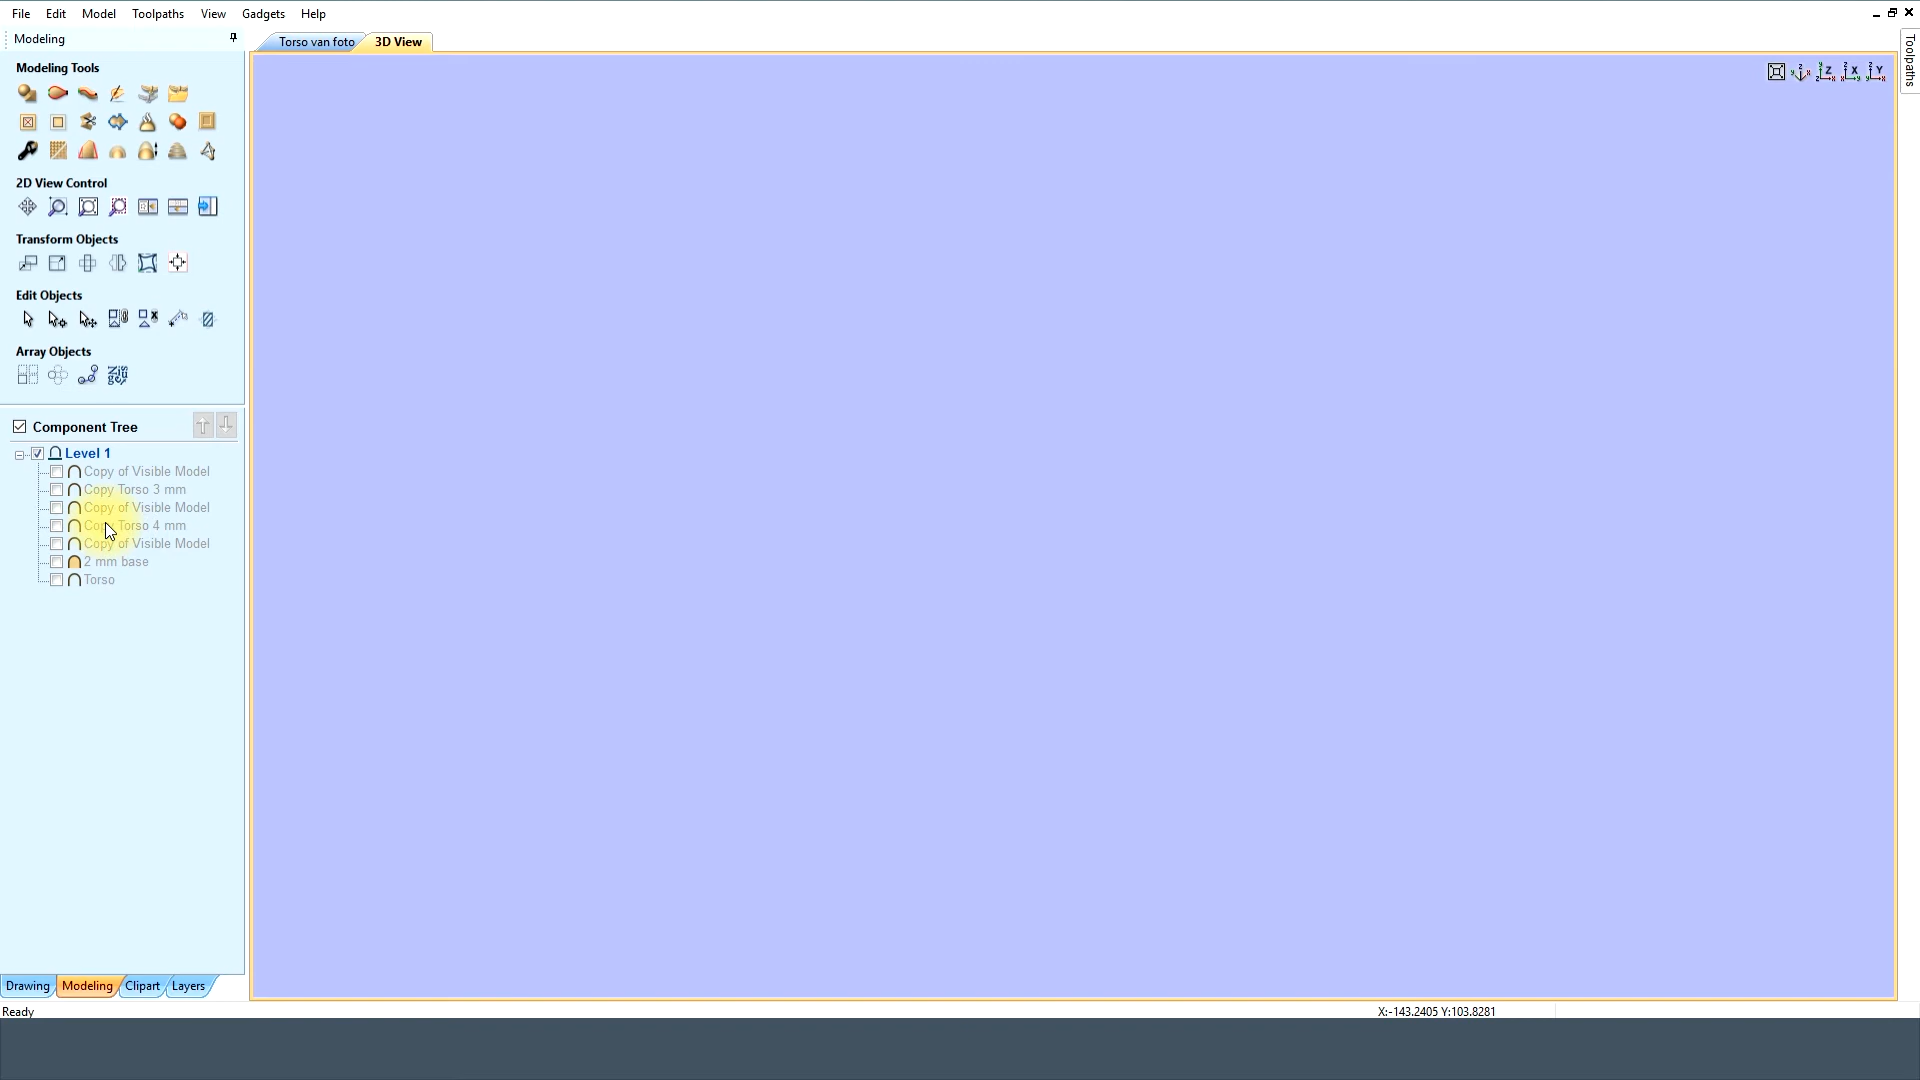 File Edit Model Toolpaths View Gadgets Help
Modeling
Torso van foto 3D View
Toolpaths
Modeling Tools
2D View Control
Transform Objects
Edit Objects
Array Objects
Component Tree
Level 1
Copy of Visible Model
Copy Torso 3 mm
Copy of Visible Model
Copy Torso 4 mm
Copy of Visible Model
2 mm base
Torso
Drawing Modeling Clipart Layers
Ready X:-143.2405 Y:103.8281